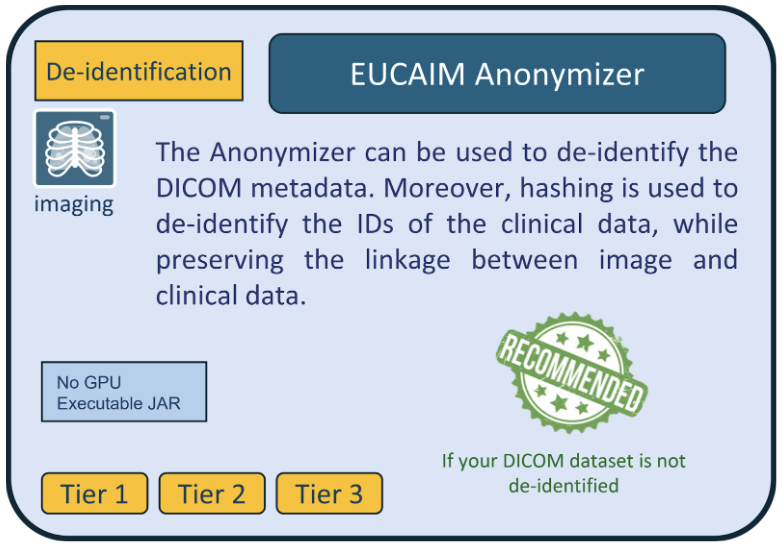 De-identification
EUCAIM Anonymizer
imaging
The Anonymizer can be used to de-identify the
DICOM metadata. Moreover, hashing is used to
de-identify the IDs of the clinical data, while
preserving the linkage between image and
clinical data.
RECOMMENDED
No GPU
Executable JAR
If your DICOM dataset is not
de-identified
Tier 1
Tier 2
Tier 3